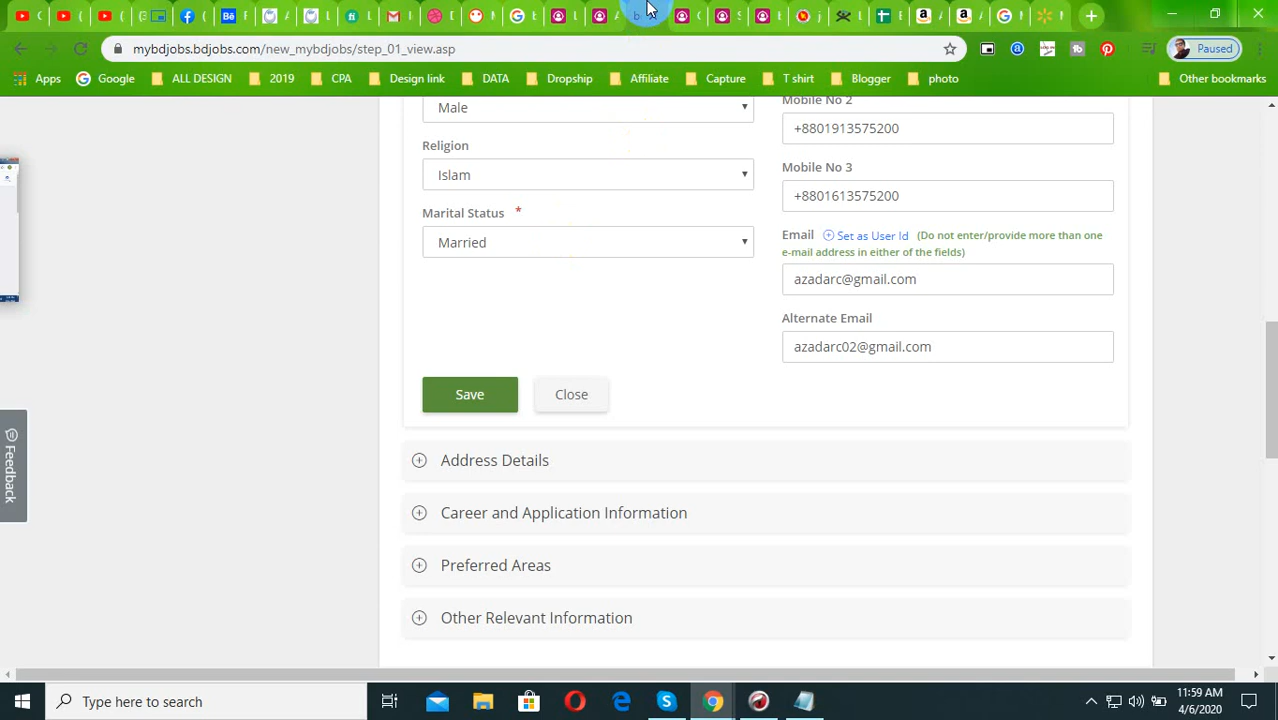 mybdjobs.bdjobs.com/new_mybdjobs/step_01_view.asp
Paused
Apps Google ALL DESIGN 2019 CPA Design link DATA Dropship Affiliate Capture T shirt Blogger photo Other bookmarks
Male
Mobile No 2
+8801913575200
Religion
Islam
Mobile No 3
+8801613575200
Marital Status *
Married
Email Set as User Id (Do not enter/provide more than one
e-mail address in either of the fields)
azadarc@gmail.com
Alternate Email
azadarc02@gmail.com
Save Close
Feedback
Address Details
Career and Application Information
Preferred Areas
Other Relevant Information
Type here to search
11:59 AM
4/6/2020